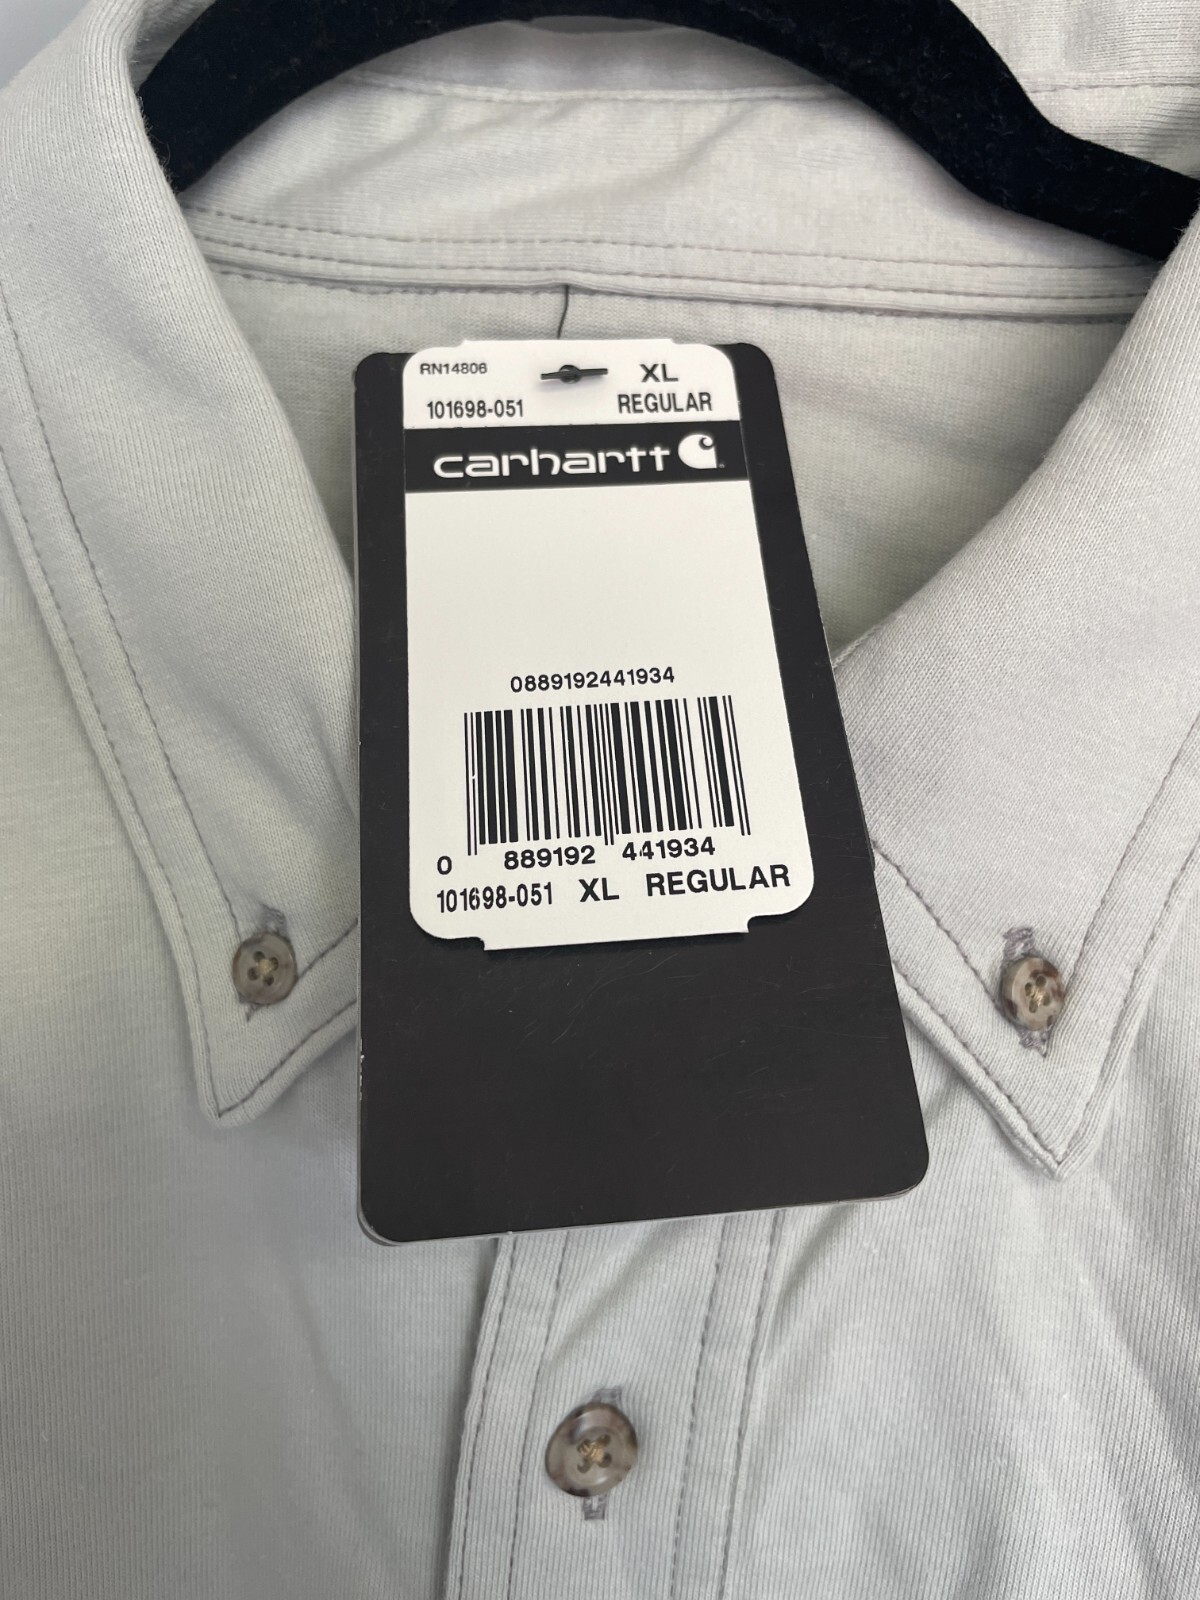 RN14806
XL
101698-051
REGULAR
carhartt
0889192441934
0 889192 441934
101698-051 XL REGULAR